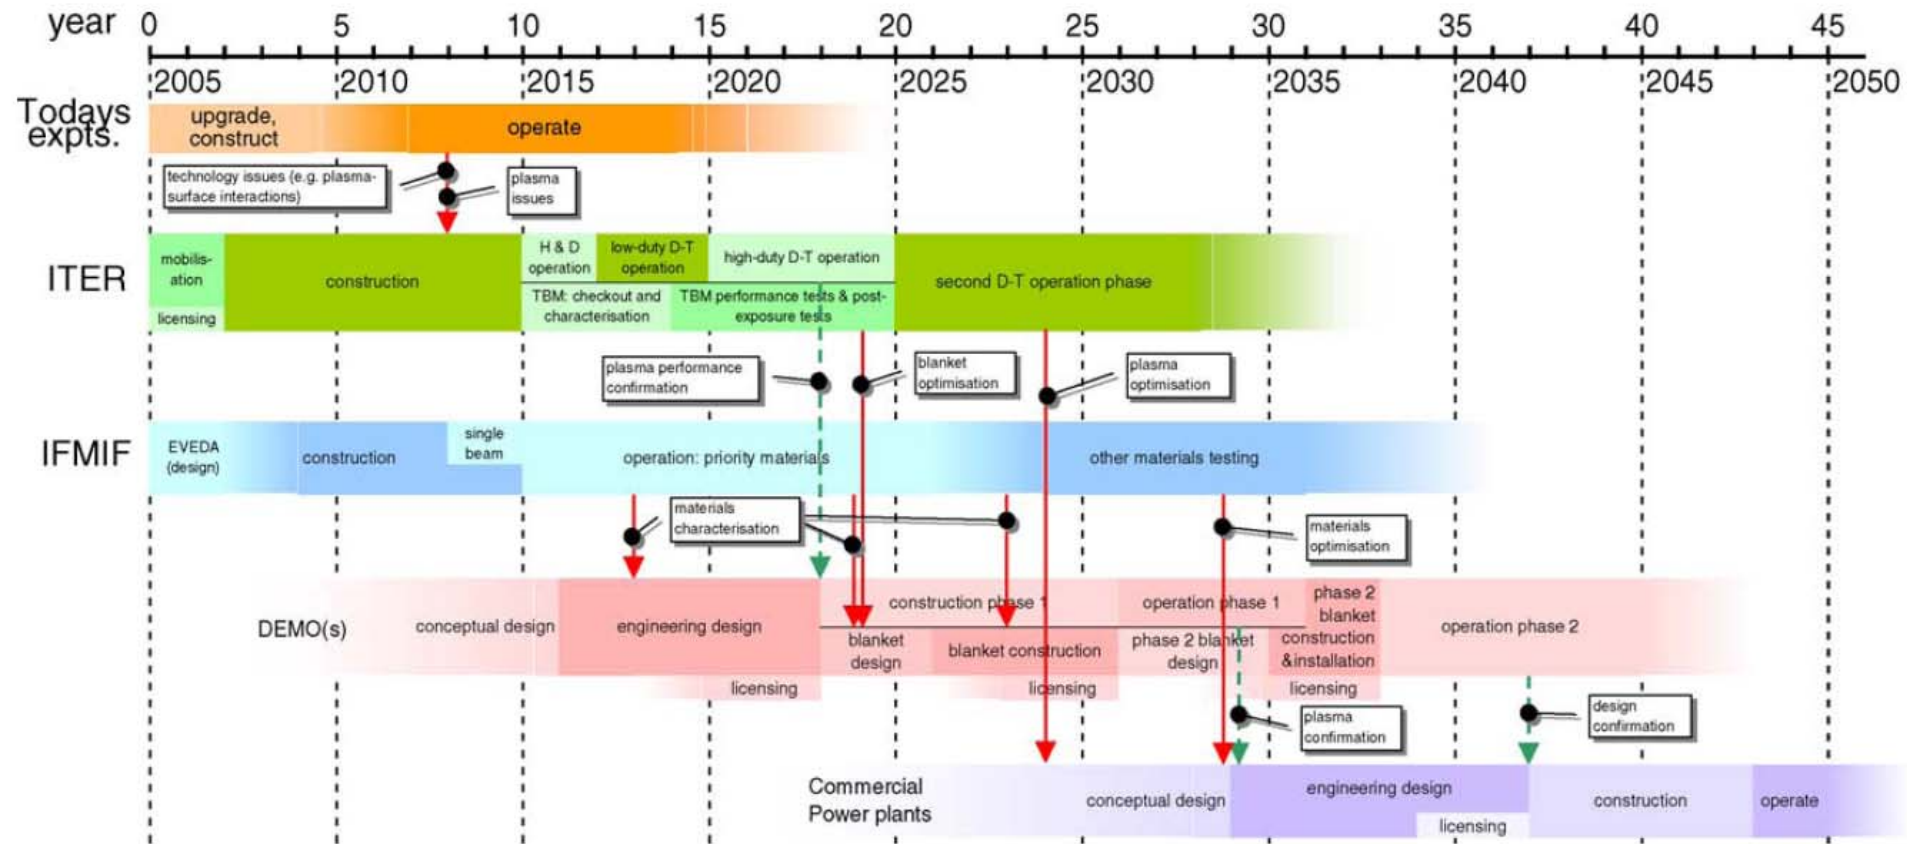 year 0 5 10 15 20 25 30 35 40 45
2005 2010 2015 2020 2025 2030 2035 2040 2045 2050
Todays
expts.
upgrade,
construct
operate
technology issues (e.g. plasma-
surface interactions)
plasma
issues
ITER
mobilis-
ation
licensing
construction
H & D
operation
low-duty D-T
operation
high-duty D-T operation
TBM: checkout and
characterisation
TBM performance tests & post-
exposure tests
second D-T operation phase
plasma performance
confirmation
blanket
optimisation
plasma
optimisation
IFMIF
EVEDA
(design)
construction
single
beam
operation: priority materials
other materials testing
materials
characterisation
materials
optimisation
DEMO(s)
conceptual design
engineering design
construction phase 1
blanket
design
blanket construction
operation phase 1
phase 2 blanket
design
phase 2
blanket
construction
&installation
operation phase 2
licensing
licensing
licensing
plasma
confirmation
design
confirmation
Commercial
Power plants
conceptual design
engineering design
licensing
construction
operate